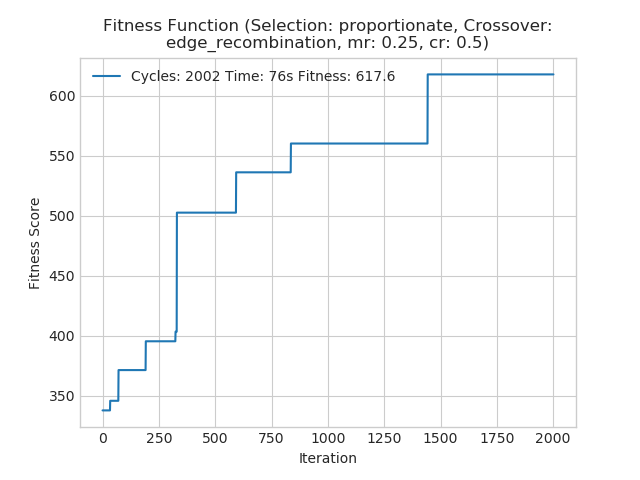 Fitness Function (Selection: proportionate, Crossover:
edge_recombination, mr: 0.25, cr: 0.5)
Cycles: 2002 Time: 76s Fitness: 617.6
600
550
500
450
400
350
Fitness Score
0 250 500 750 1000 1250 1500 1750 2000
Iteration